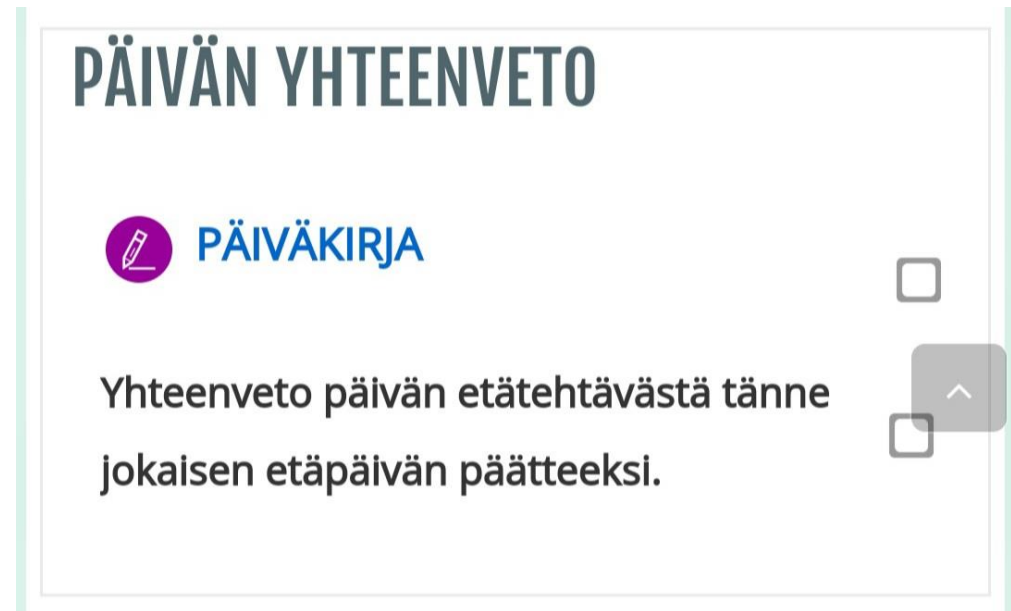 PÄIVÄN YHTEENVETO
PÄIVÄKIRJA
Yhteenveto päivän etätehtävästä tänne
jokaisen etäpäivän päätteeksi.